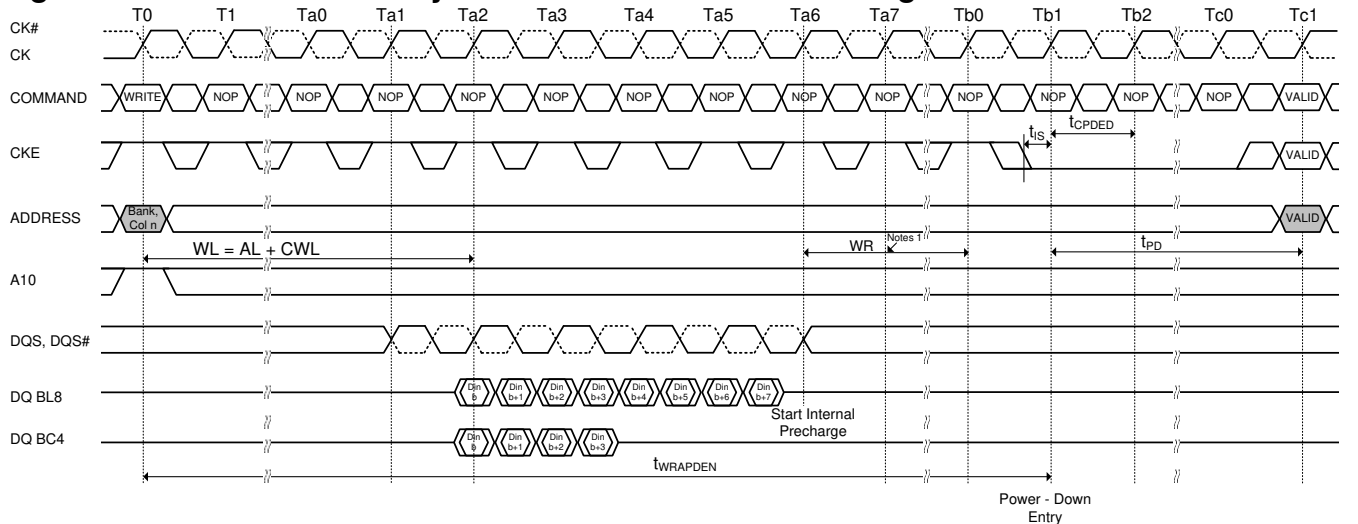 T0 T1 Ta0 Ta1 Ta2 Ta3 Ta4 Ta5 Ta6 Ta7 Tb0 Tb1 Tb2 Tc0 Tc1
CK#
CK
COMMAND WRITE NOP NOP NOP NOP NOP NOP NOP NOP NOP NOP NOP NOP NOP VALID
tIS tCPDED
CKE VALID
ADDRESS Bank, Col n VALID
WL = AL + CWL WR Notes 1 tPD
A10
DQS, DQS#
DQ BL8 Din b Din b+1 Din b+2 Din b+3 Din b+4 Din b+5 Din b+6 Din b+7
Start Internal
Precharge
DQ BC4 Din b Din b+1 Din b+2 Din b+3
tWRAPDEN
Power - Down
Entry